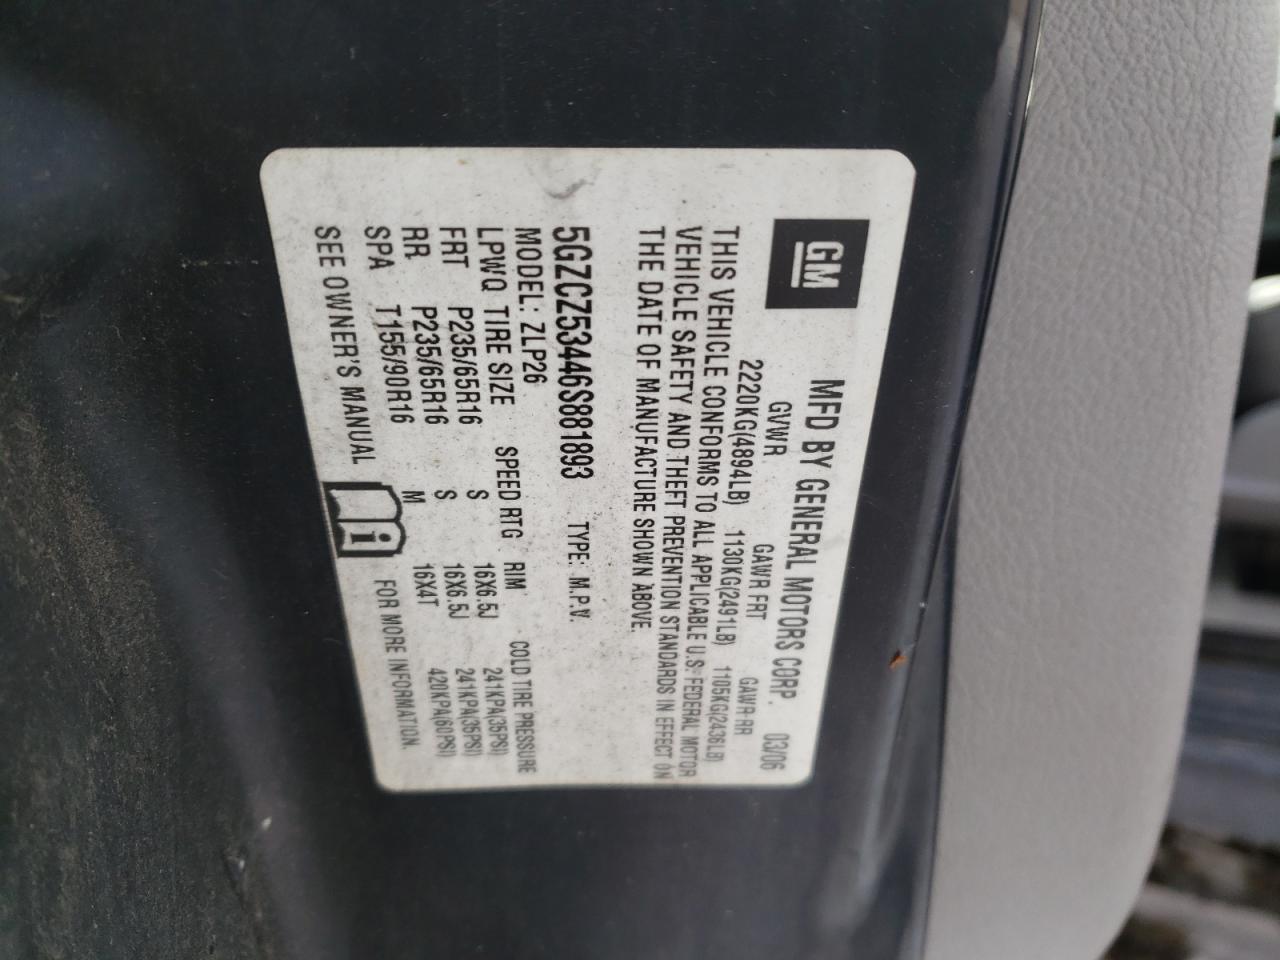 GM
MFD BY GENERAL MOTORS CORP. 03/06
GVWR GAWR FRT GAWR RR
2220KG(4894LB) 1130KG(2491LB) 1105KG(2436LB)
THIS VEHICLE CONFORMS TO ALL APPLICABLE U.S. FEDERAL MOTOR
VEHICLE SAFETY AND THEFT PREVENTION STANDARDS IN EFFECT ON
THE DATE OF MANUFACTURE SHOWN ABOVE.
5GZCZ53446S881893 TYPE: M.P.V.
MODEL: ZLP26
LPWQ TIRE SIZE SPEED RTG RIM COLD TIRE PRESSURE
FRT P235/65R16 S 16X6.5J 241KPA(35PSI)
RR P235/65R16 S 16X6.5J 241KPA(35PSI)
SPA T155/90R16 M 16X4T 420KPA(60PSI)
SEE OWNER'S MANUAL i FOR MORE INFORMATION.